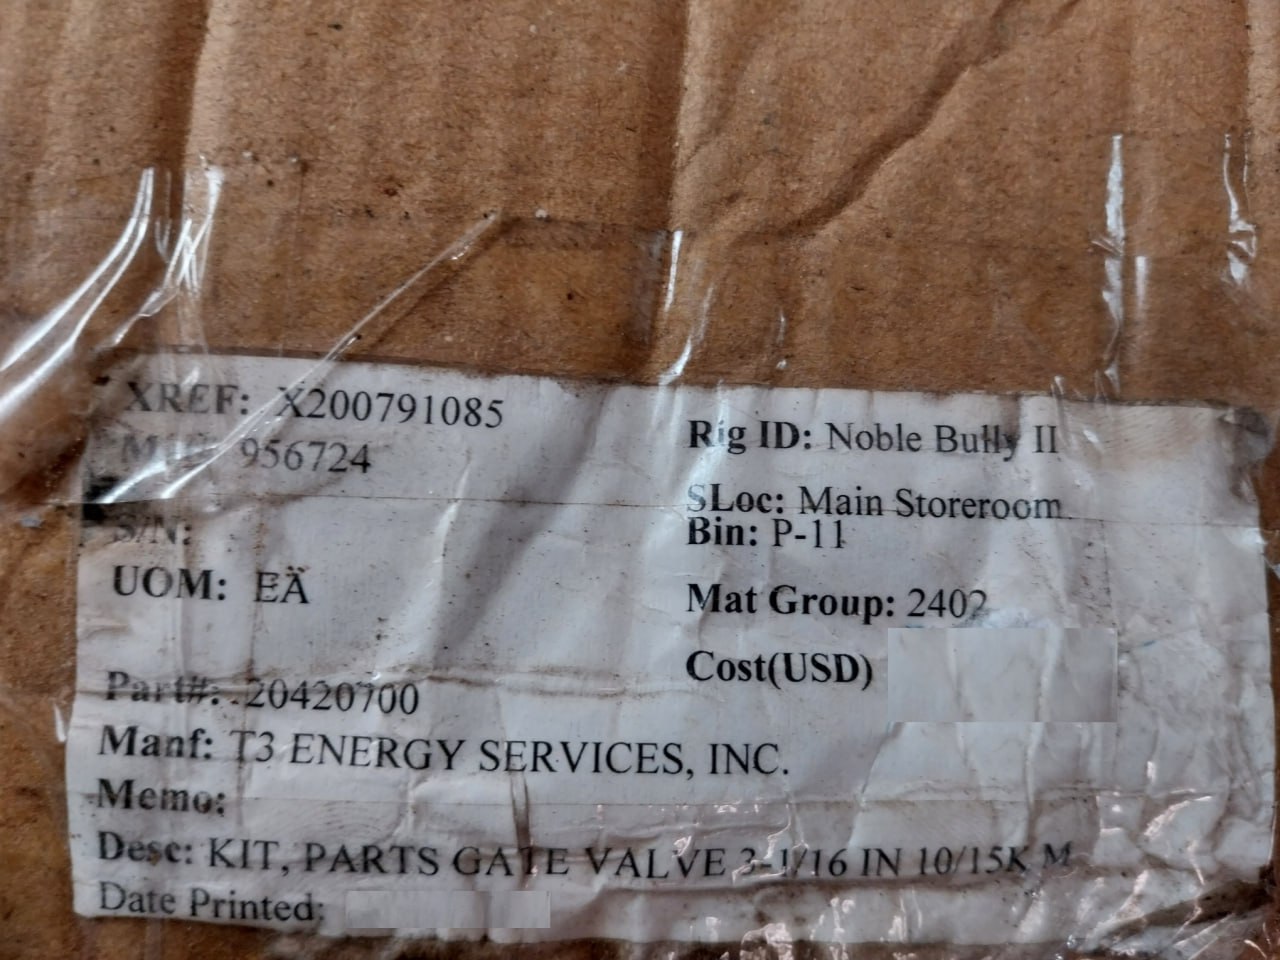 XREF: X200791085
956724
S/N:
UOM: EÄ
Part#: 20420700
Manf: T3 ENERGY SERVICES, INC.
Memo:
Desc: KIT, PARTS GATE VALVE 3-1/16 IN 10/15K M
Date Printed:
Rig ID: Noble Bully II
SLoc: Main Storeroom
Bin: P-11
Mat Group: 2402
Cost(USD)